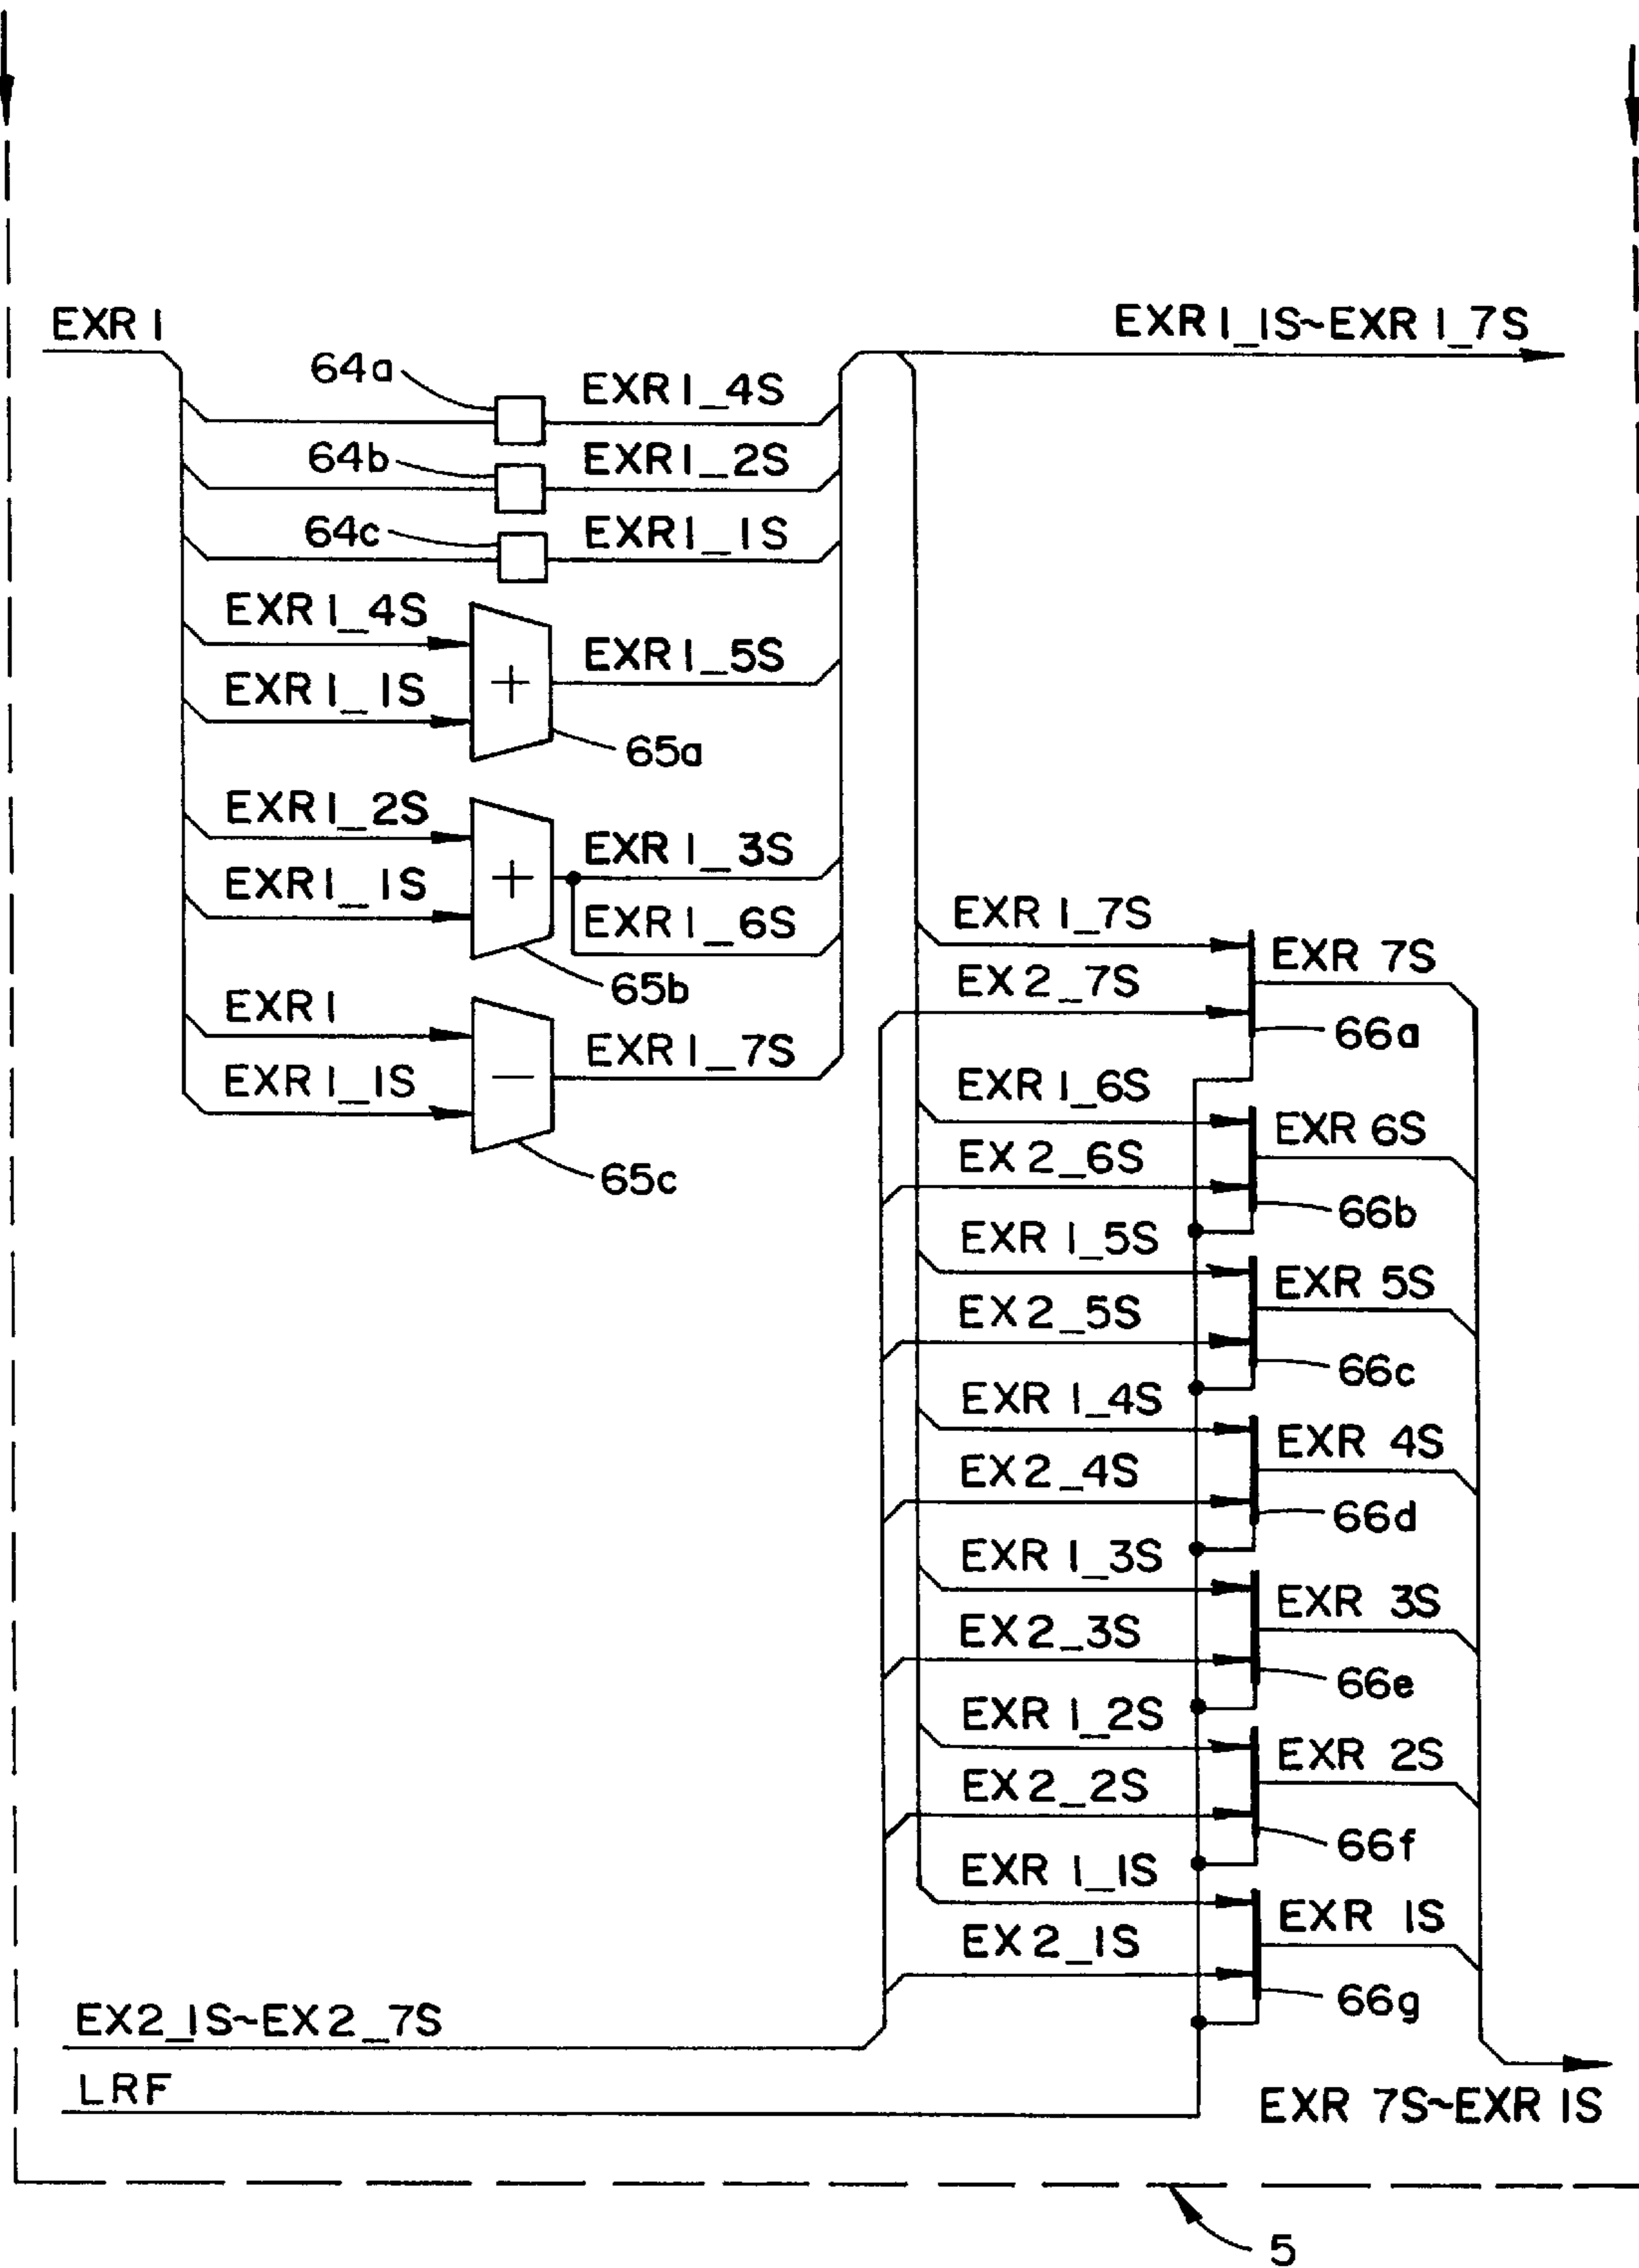 EXR1
EXR1_1S~EXR1_7S
64a
EXR1_4S
64b
EXR1_2S
64c
EXR1_1S
EXR1_4S
EXR1_1S
+
EXR1_5S
65a
EXR1_2S
EXR1_1S
+
EXR1_3S
EXR1_6S
65b
EXR1
EXR1_1S
−
EXR1_7S
65c
EXR1_7S
EX2_7S
EXR 7S
66a
EXR1_6S
EX2_6S
EXR 6S
66b
EXR1_5S
EX2_5S
EXR 5S
66c
EXR1_4S
EX2_4S
EXR 4S
66d
EXR1_3S
EX2_3S
EXR 3S
66e
EXR1_2S
EX2_2S
EXR 2S
66f
EXR1_1S
EX2_1S
EXR 1S
66g
EX2_1S~EX2_7S
LRF
EXR 7S~EXR 1S
5